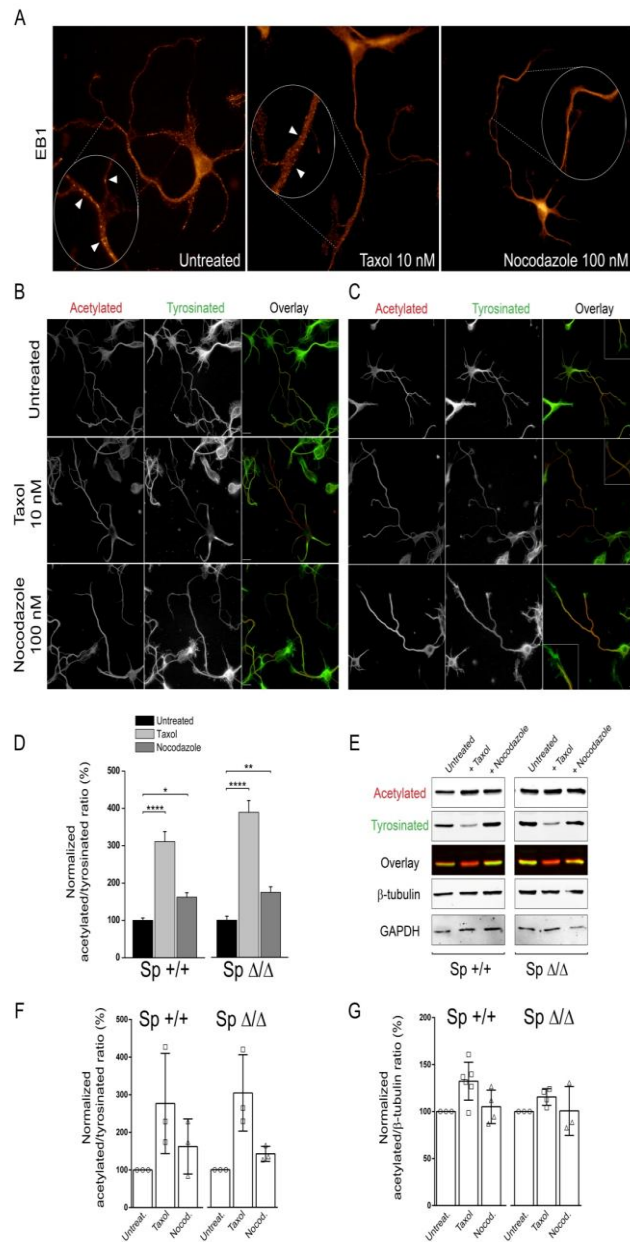 A
EB1
Untreated
Taxol 10 nM
Nocodazole 100 nM
B
Acetylated Tyrosinated Overlay
C
Acetylated Tyrosinated Overlay
Untreated
Taxol
10 nM
Nocodazole
100 nM
D
Untreated
Taxol
Nocodazole
Normalized
acetylated/tyrosinated ratio (%)
500
400
300
200
100
0
*
****
**
****
Sp +/+
Sp Δ/Δ
E
Untreated
+ Taxol
+ Nocodazole
Untreated
+ Taxol
+ Nocodazole
Acetylated
Tyrosinated
Overlay
β-tubulin
GAPDH
Sp +/+
Sp Δ/Δ
F
Sp +/+
Sp Δ/Δ
Normalized
acetylated/tyrosinated ratio (%)
500
400
300
200
100
0
Untreat.
Taxol
Nocod.
Untreat.
Taxol
Nocod.
G
Sp +/+
Sp Δ/Δ
Normalized
acetylated/β-tubulin ratio (%)
200
150
100
50
0
Untreat.
Taxol
Nocod.
Untreat.
Taxol
Nocod.